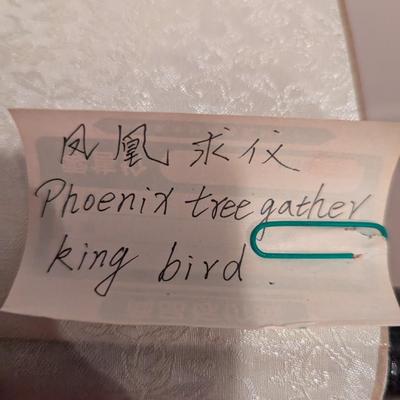 凤凰求仪
Phoenix tree gather
king bird.